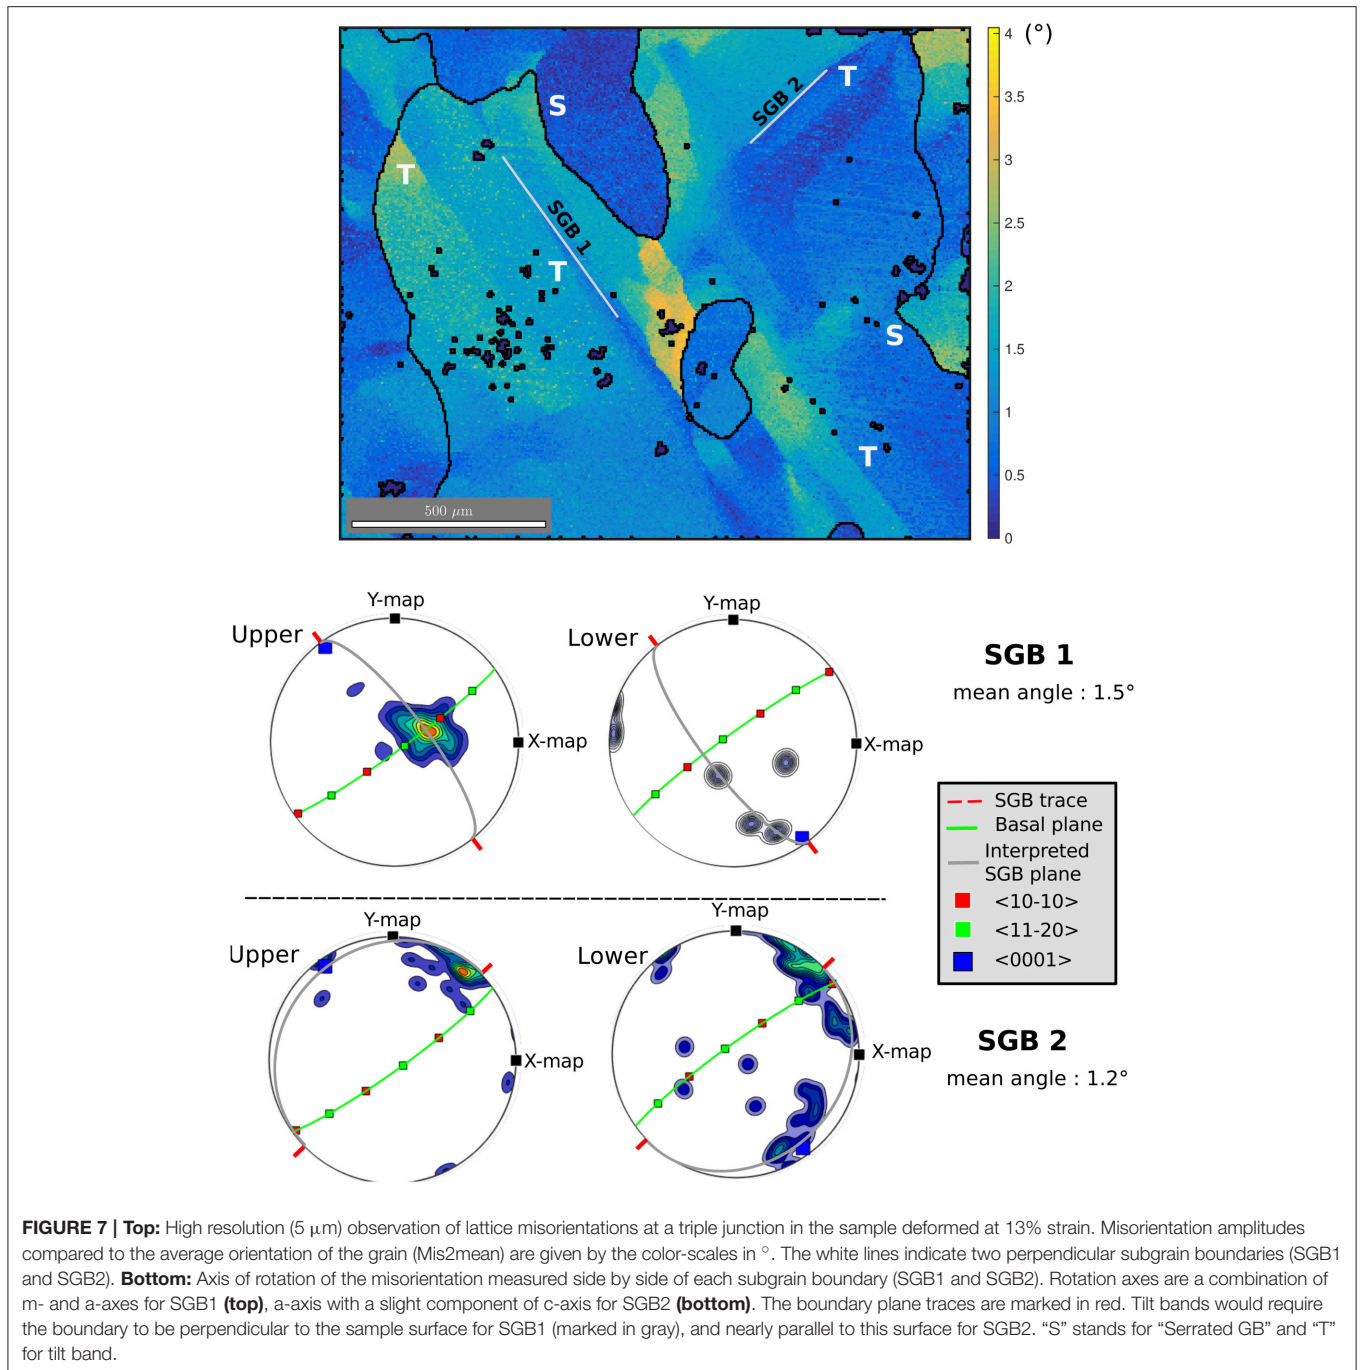 (°)
4
3.5
3
2.5
2
1.5
1
0.5
0
S
T
SGB 2
T
SGB 1
T
S
T
500 μm
Y-map
Upper
X-map
Y-map
Lower
X-map
SGB 1
mean angle : 1.5°
SGB trace
Basal plane
Interpreted
SGB plane
<10-10>
<11-20>
<0001>
Y-map
Upper
X-map
Y-map
Lower
X-map
SGB 2
mean angle : 1.2°
FIGURE 7 | Top: High resolution (5 μm) observation of lattice misorientations at a triple junction in the sample deformed at 13% strain. Misorientation amplitudes
compared to the average orientation of the grain (Mis2mean) are given by the color-scales in °. The white lines indicate two perpendicular subgrain boundaries (SGB1
and SGB2). Bottom: Axis of rotation of the misorientation measured side by side of each subgrain boundary (SGB1 and SGB2). Rotation axes are a combination of
m- and a-axes for SGB1 (top), a-axis with a slight component of c-axis for SGB2 (bottom). The boundary plane traces are marked in red. Tilt bands would require
the boundary to be perpendicular to the sample surface for SGB1 (marked in gray), and nearly parallel to this surface for SGB2. “S” stands for “Serrated GB” and “T”
for tilt band.